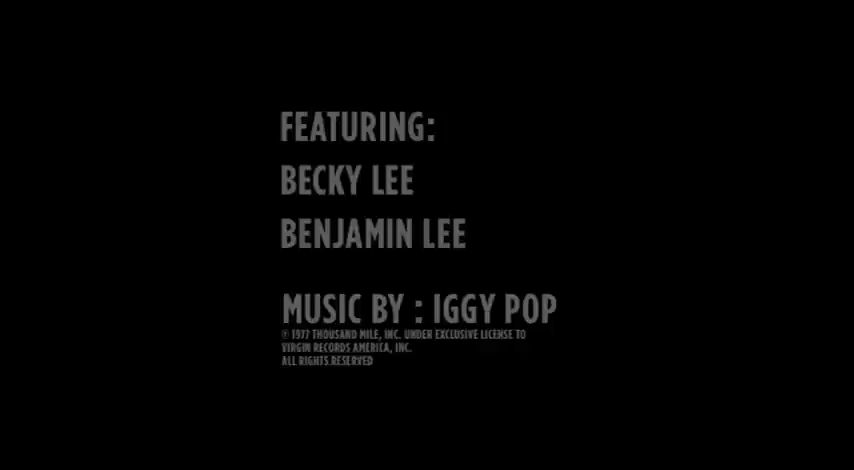 FEATURING:
BECKY LEE
BENJAMIN LEE
MUSIC BY : IGGY POP
℗ 1977 THOUSAND MILE, INC. UNDER EXCLUSIVE LICENSE TO
VIRGIN RECORDS AMERICA, INC.
ALL RIGHTS RESERVED